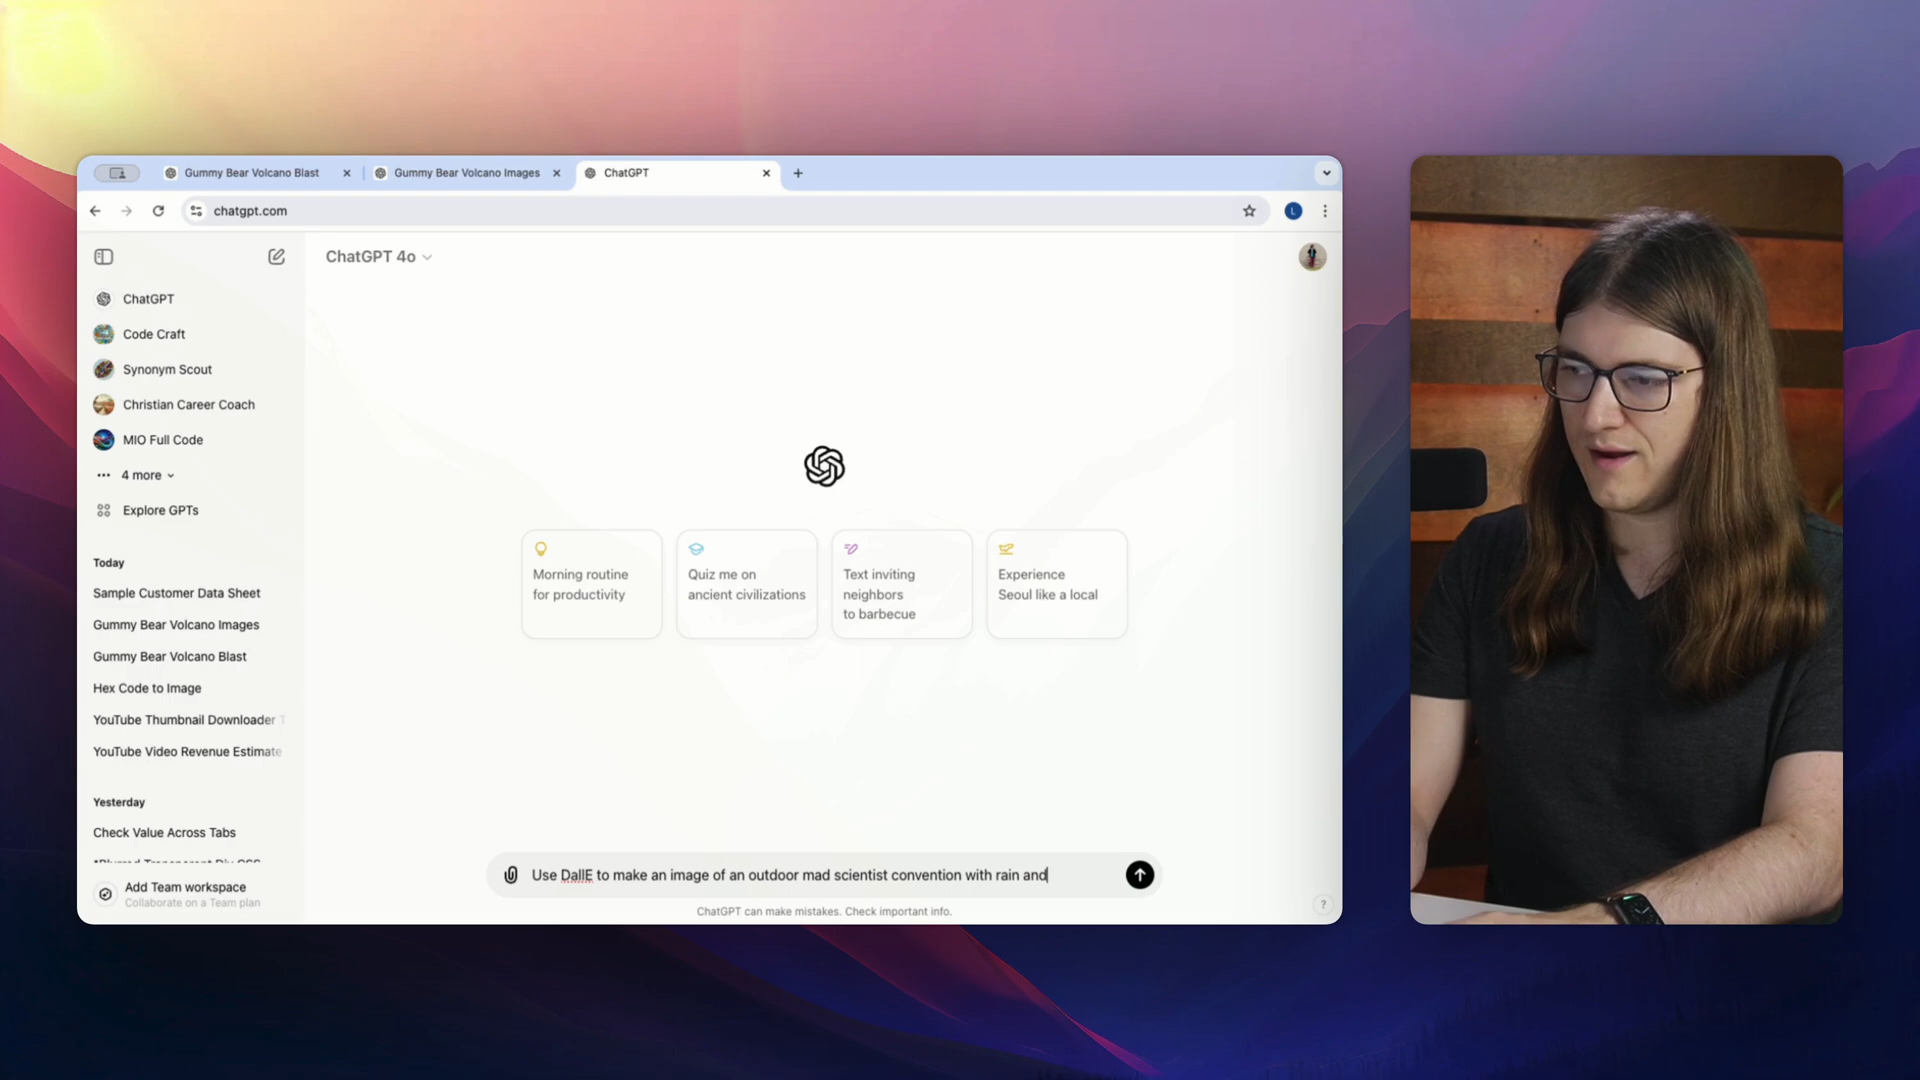 Gummy Bear Volcano Blast
Gummy Bear Volcano Images
ChatGPT
chatgpt.com
L
ChatGPT 4o
ChatGPT
Code Craft
Synonym Scout
Christian Career Coach
MIO Full Code
4 more
Explore GPTs
Today
Sample Customer Data Sheet
Gummy Bear Volcano Images
Gummy Bear Volcano Blast
Hex Code to Image
YouTube Thumbnail Downloader T
YouTube Video Revenue Estimate
Yesterday
Check Value Across Tabs
Add Team workspace
Collaborate on a Team plan
Morning routine
for productivity
Quiz me on
ancient civilizations
Text inviting
neighbors
to barbecue
Experience
Seoul like a local
Use DallE to make an image of an outdoor mad scientist convention with rain and
ChatGPT can make mistakes. Check important info.
?